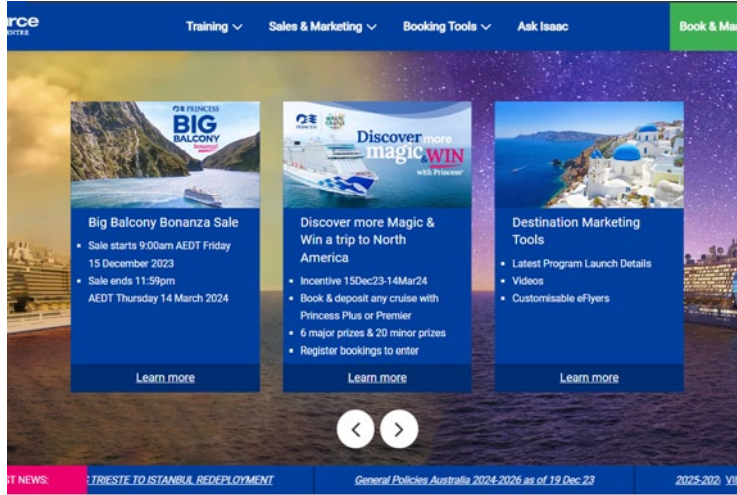 rce
CENTRE
Training
Sales & Marketing
Booking Tools
Ask Isaac
Book & Ma
PRINCESS
BIG
BALCONY
bonanza!
Big Balcony Bonanza Sale
Sale starts 9:00am AEDT Friday
15 December 2023
Sale ends 11:59pm
AEDT Thursday 14 March 2024
Learn more
PRINCESS
Discover more
magic & WIN
with Princess
Discover more Magic &
Win a trip to North
America
Incentive 15Dec23-14Mar24
Book & deposit any cruise with
Princess Plus or Premier
6 major prizes & 20 minor prizes
Register bookings to enter
Learn more
Destination Marketing
Tools
Latest Program Launch Details
Videos
Customisable eFlyers
Learn more
ST NEWS:
TRIESTE TO ISTANBUL REDEPLOYMENT
General Policies Australia 2024-2026 as of 19 Dec 23
2025-202